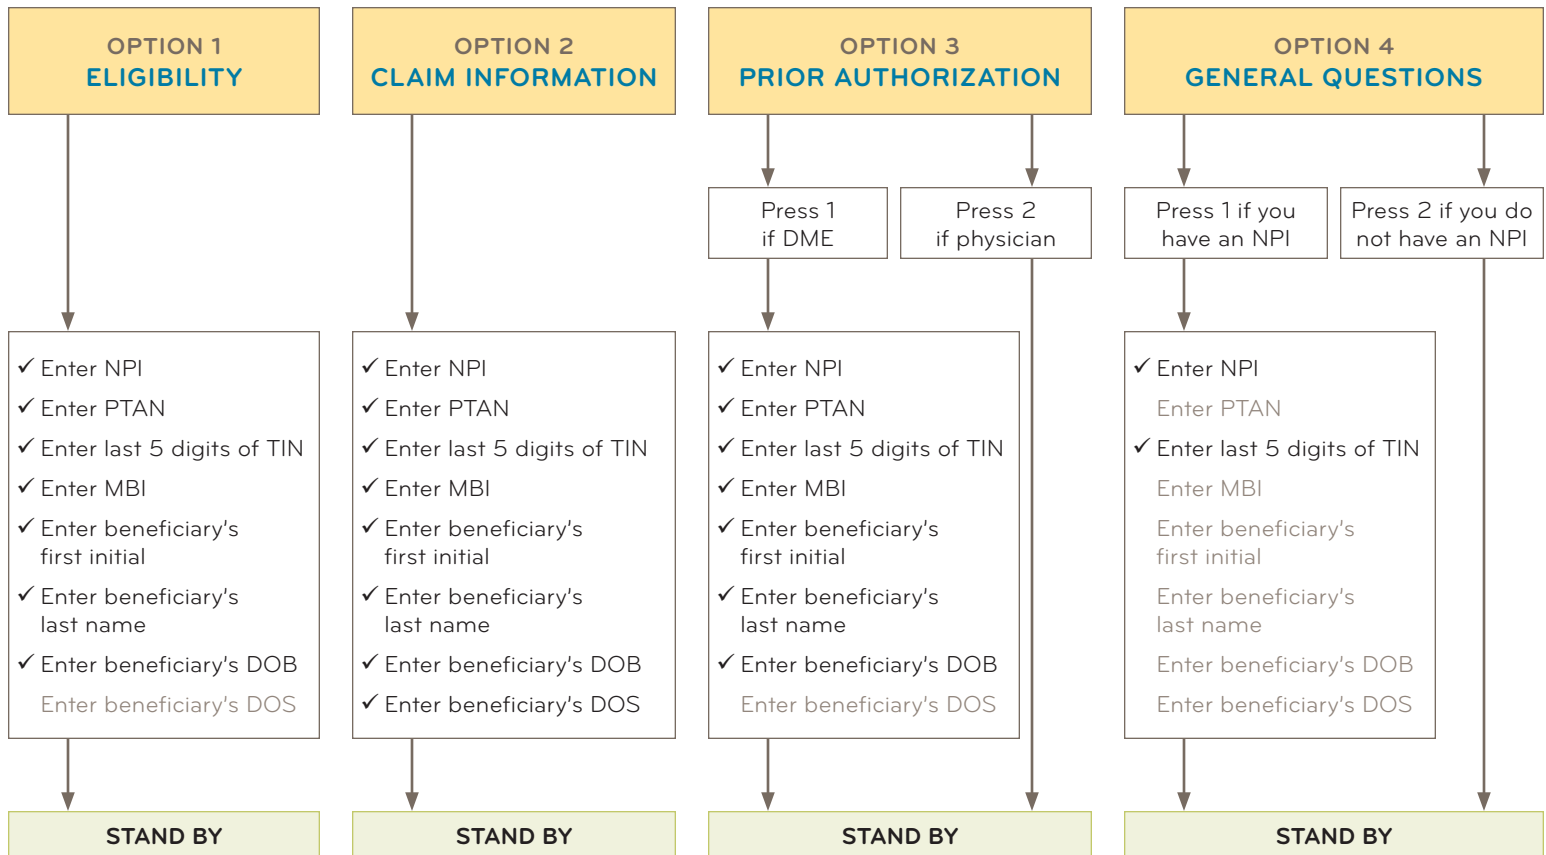 OPTION 1
ELIGIBILITY
✓ Enter NPI
✓ Enter PTAN
✓ Enter last 5 digits of TIN
✓ Enter MBI
✓ Enter beneficiary's
first initial
✓ Enter beneficiary's
last name
✓ Enter beneficiary's DOB
Enter beneficiary's DOS
STAND BY
OPTION 2
CLAIM INFORMATION
✓ Enter NPI
✓ Enter PTAN
✓ Enter last 5 digits of TIN
✓ Enter MBI
✓ Enter beneficiary's
first initial
✓ Enter beneficiary's
last name
✓ Enter beneficiary's DOB
✓ Enter beneficiary's DOS
STAND BY
OPTION 3
PRIOR AUTHORIZATION
Press 1
if DME
Press 2
if physician
✓ Enter NPI
✓ Enter PTAN
✓ Enter last 5 digits of TIN
✓ Enter MBI
✓ Enter beneficiary's
first initial
✓ Enter beneficiary's
last name
✓ Enter beneficiary's DOB
Enter beneficiary's DOS
STAND BY
OPTION 4
GENERAL QUESTIONS
Press 1 if you
have an NPI
Press 2 if you do
not have an NPI
✓ Enter NPI
Enter PTAN
✓ Enter last 5 digits of TIN
Enter MBI
Enter beneficiary's
first initial
Enter beneficiary's
last name
Enter beneficiary's DOB
Enter beneficiary's DOS
STAND BY